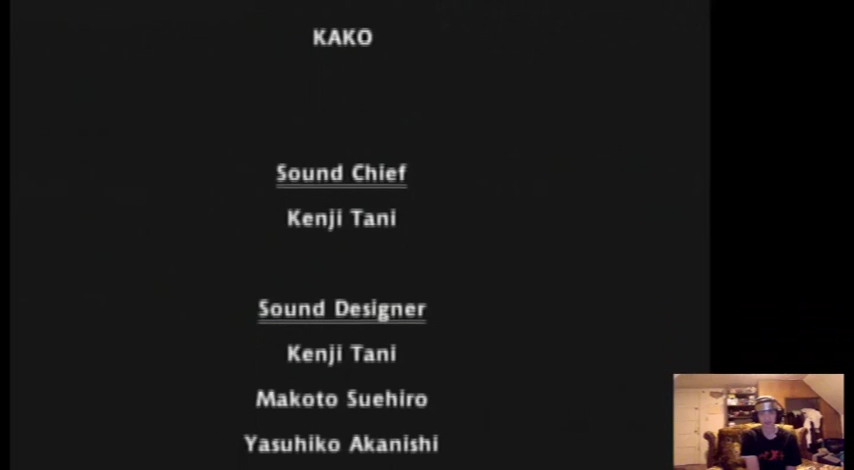 KAKO
Sound Chief
Kenji Tani
Sound Designer
Kenji Tani
Makoto Suehiro
Yasuhiko Akanishi